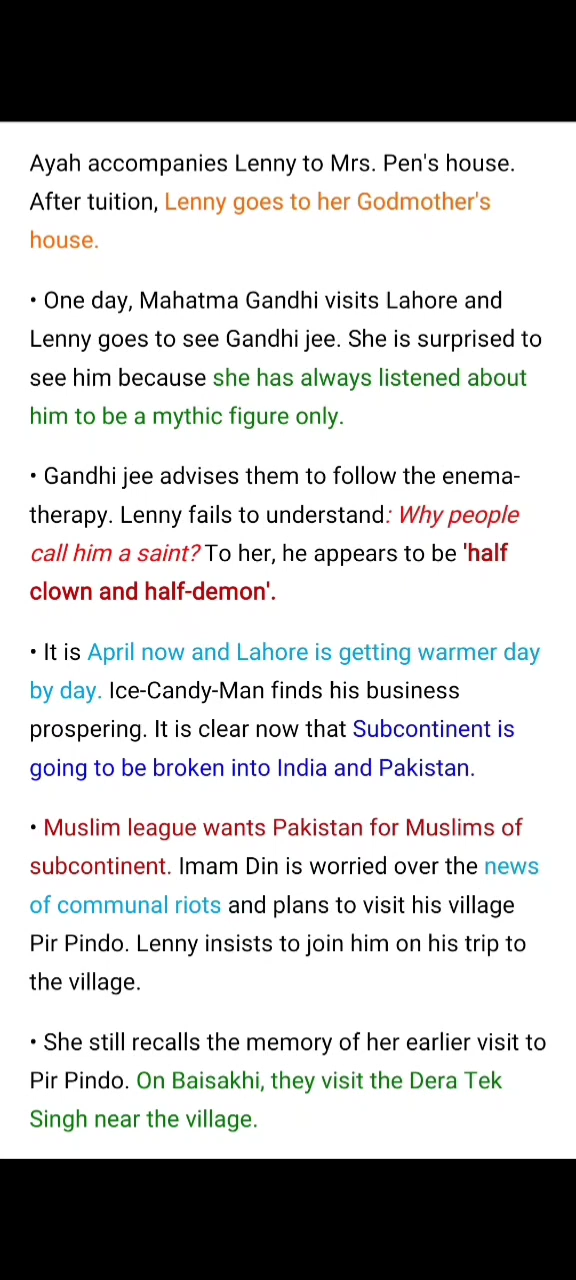 Ayah accompanies Lenny to Mrs. Pen's house.
After tuition, Lenny goes to her Godmother's
house.
• One day, Mahatma Gandhi visits Lahore and
Lenny goes to see Gandhi jee. She is surprised to
see him because she has always listened about
him to be a mythic figure only.
• Gandhi jee advises them to follow the enema-
therapy. Lenny fails to understand: Why people
call him a saint? To her, he appears to be 'half
clown and half-demon'.
• It is April now and Lahore is getting warmer day
by day. Ice-Candy-Man finds his business
prospering. It is clear now that Subcontinent is
going to be broken into India and Pakistan.
• Muslim league wants Pakistan for Muslims of
subcontinent. Imam Din is worried over the news
of communal riots and plans to visit his village
Pir Pindo. Lenny insists to join him on his trip to
the village.
• She still recalls the memory of her earlier visit to
Pir Pindo. On Baisakhi, they visit the Dera Tek
Singh near the village.